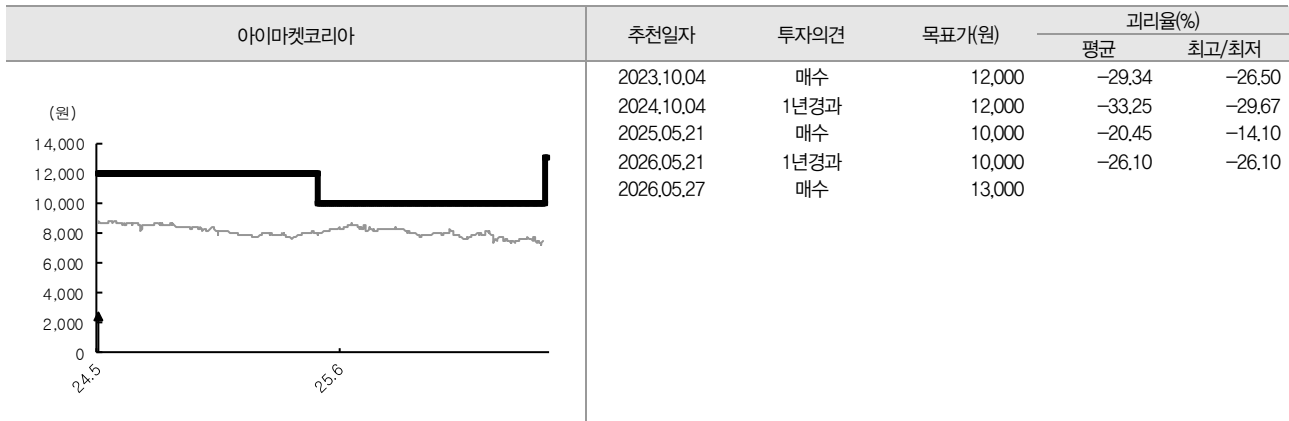 아이마켓코리아
(원)
14,000
12,000
10,000
8,000
6,000
4,000
2,000
0
24.5
25.6
추천일자 투자의견 목표가(원) 괴리율(%)
평균 최고/최저
2023.10.04 매수 12,000 -29.34 -26.50
2024.10.04 1년경과 12,000 -33.25 -29.67
2025.05.21 매수 10,000 -20.45 -14.10
2026.05.21 1년경과 10,000 -26.10 -26.10
2026.05.27 매수 13,000